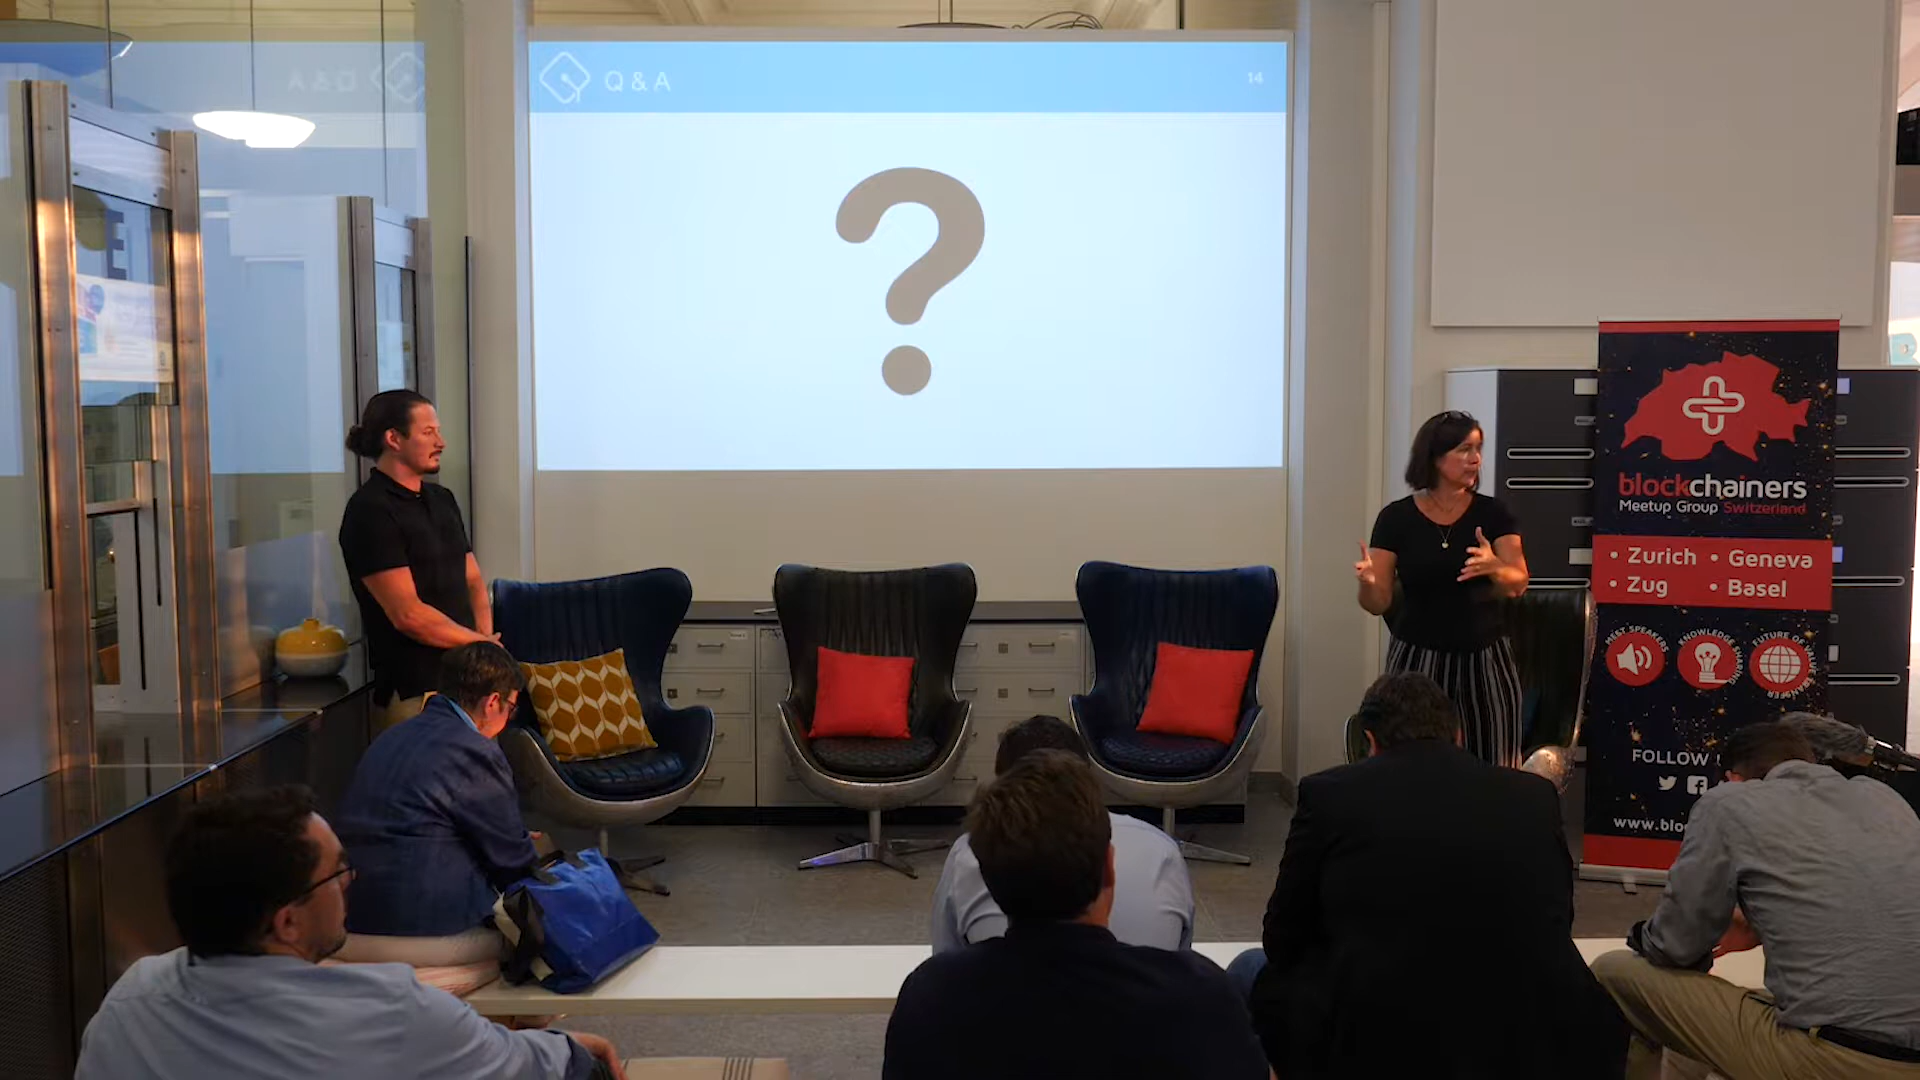 Q & A
14
?
blockchainers
Meetup Group Switzerland
• Zurich • Geneva
• Zug • Basel
MEET SPEAKERS
KNOWLEDGE SHARING
FUTURE OF VALUE TRANSFER
FOLLOW
www.blo